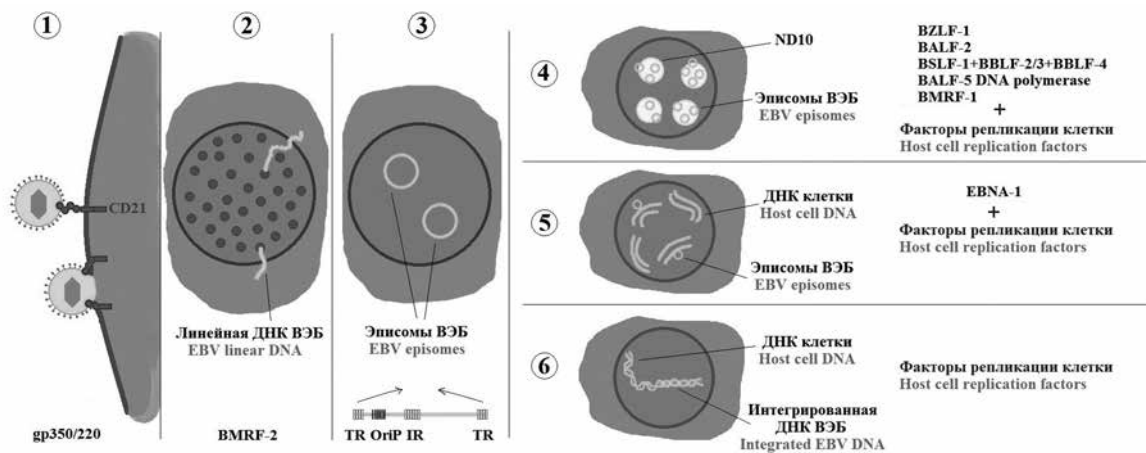 1
CD21
gp350/220
2
Линейная ДНК ВЭБ
EBV linear DNA
BMRF-2
3
Эписомы ВЭБ
EBV episomes
TR OriP IR TR
4
ND10
Эписомы ВЭБ
EBV episomes
BZLF-1
BALF-2
BSLF-1+BBLF-2/3+BBLF-4
BALF-5 DNA polymerase
BMRF-1
+
Факторы репликации клетки
Host cell replication factors
5
ДНК клетки
Host cell DNA
Эписомы ВЭБ
EBV episomes
EBNA-1
+
Факторы репликации клетки
Host cell replication factors
6
ДНК клетки
Host cell DNA
Интегрированная
ДНК ВЭБ
Integrated EBV DNA
Факторы репликации клетки
Host cell replication factors